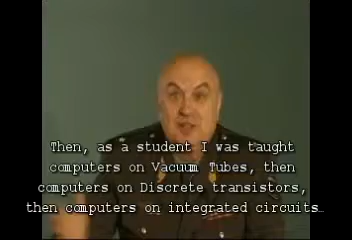 Then, as a student I was taught
computers on Vacuum Tubes, then
computers on Discrete transistors,
then computers on integrated circuits…